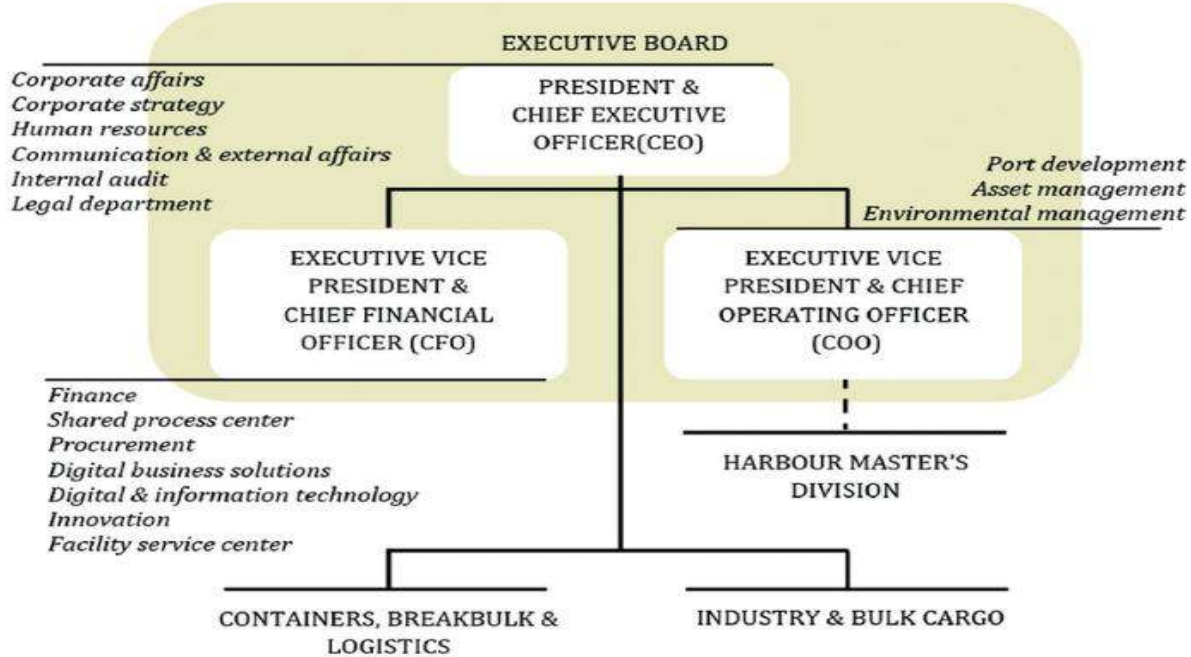 EXECUTIVE BOARD
Corporate affairs
Corporate strategy
Human resources
Communication & external affairs
Internal audit
Legal department
PRESIDENT &
CHIEF EXECUTIVE
OFFICER(CEO)
Port development
Asset management
Environmental management
EXECUTIVE VICE
PRESIDENT &
CHIEF FINANCIAL
OFFICER (CFO)
EXECUTIVE VICE
PRESIDENT & CHIEF
OPERATING OFFICER
(COO)
Finance
Shared process center
Procurement
Digital business solutions
Digital & information technology
Innovation
Facility service center
HARBOUR MASTER'S
DIVISION
CONTAINERS, BREAKBULK &
LOGISTICS
INDUSTRY & BULK CARGO